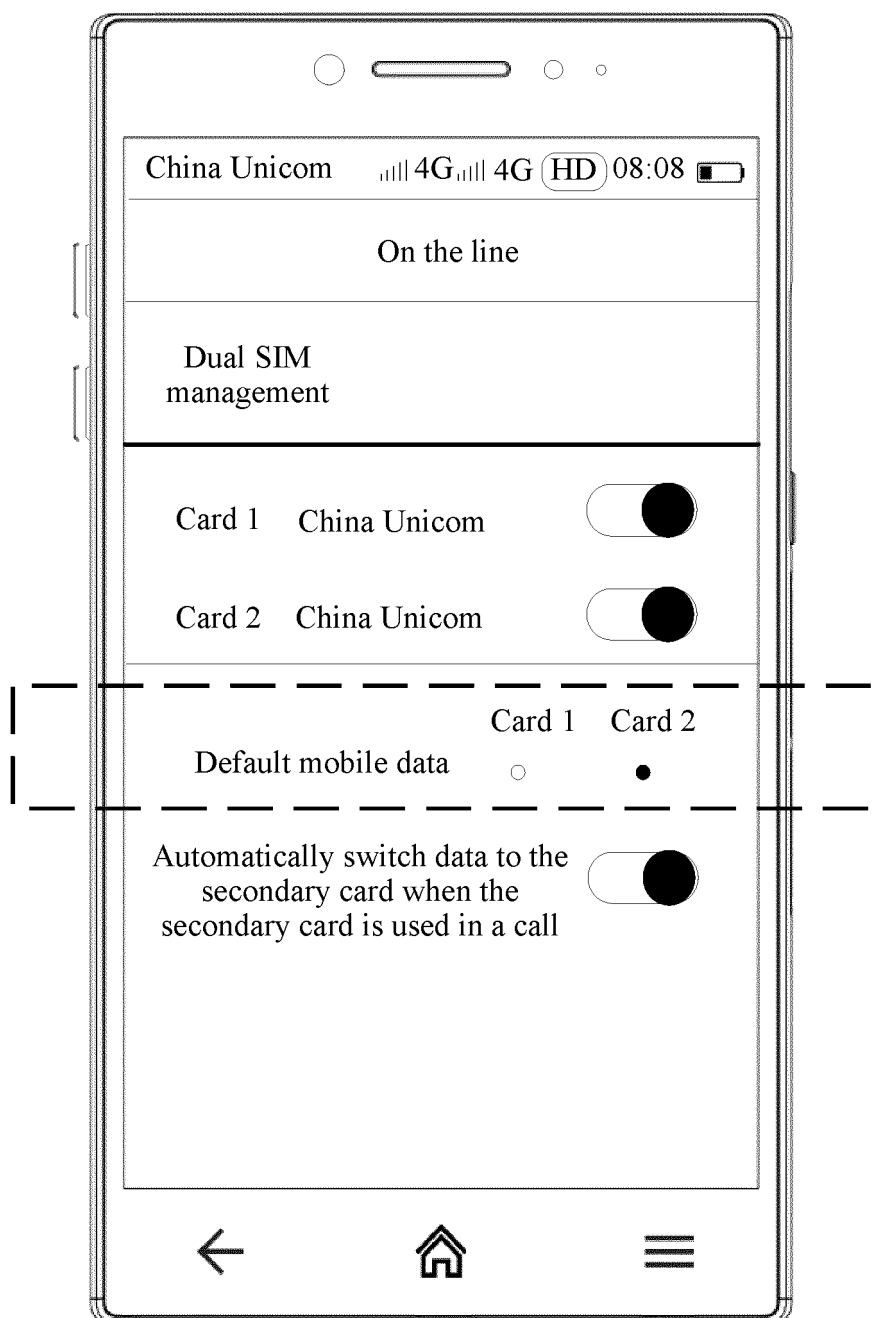 China Unicom 4G 4G HD 08:08
On the line
Dual SIM
management
Card 1 China Unicom
Card 2 China Unicom
Card 1 Card 2
Default mobile data
Automatically switch data to the
secondary card when the
secondary card is used in a call